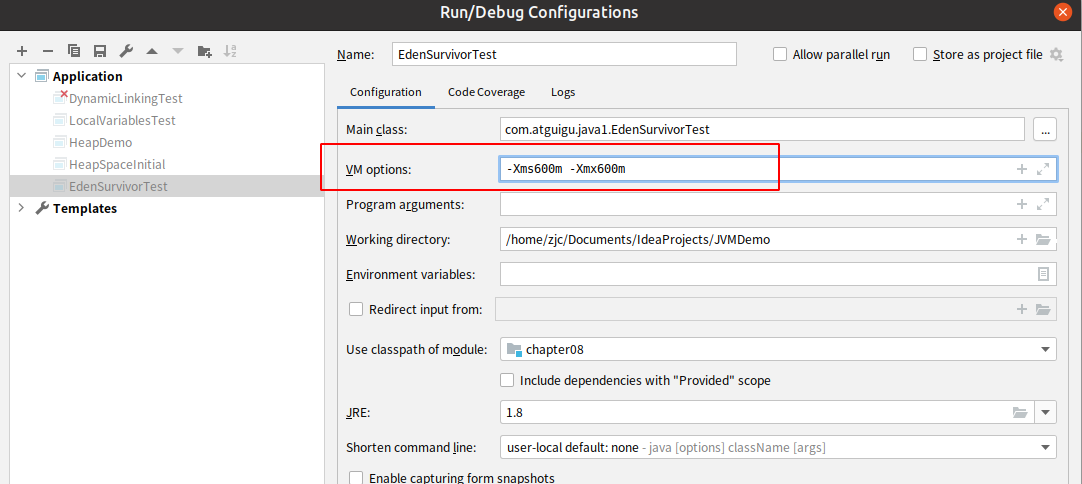 Run/Debug Configurations
Name: EdenSurvivorTest Allow parallel run Store as project file
Application
DynamicLinkingTest
LocalVariablesTest
HeapDemo
HeapSpaceInitial
EdenSurvivorTest
Templates
Configuration Code Coverage Logs
Main class: com.atguigu.java1.EdenSurvivorTest ...
VM options: -Xms600m -Xmx600m
Program arguments:
Working directory: /home/zjc/Documents/IdeaProjects/JVMDemo
Environment variables:
Redirect input from:
Use classpath of module: chapter08
Include dependencies with "Provided" scope
JRE: 1.8
Shorten command line: user-local default: none - java [options] className [args]
Enable capturing form snapshots